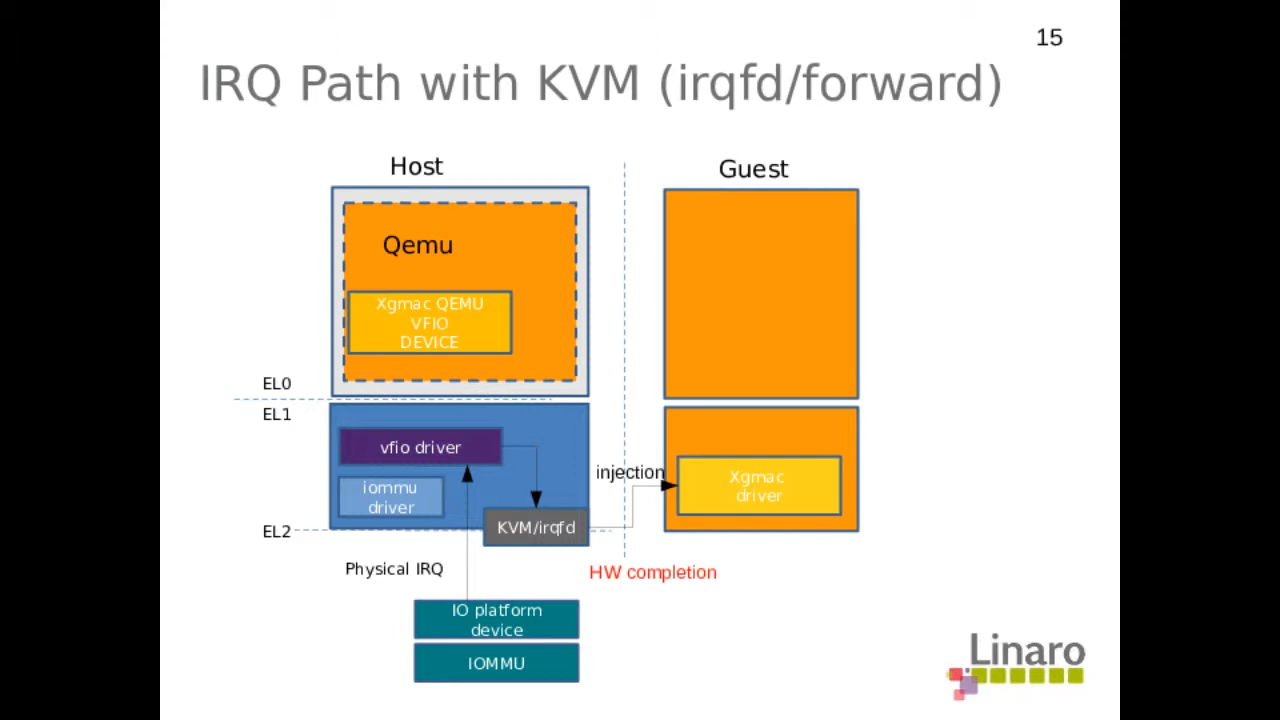 15
IRQ Path with KVM (irqfd/forward)
Host
Guest
Qemu
Xgmac QEMU
VFIO
DEVICE
EL0
EL1
vfio driver
iommu
driver
injection
Xgmac
driver
EL2
KVM/irqfd
Physical IRQ
HW completion
IO platform
device
IOMMU
Linaro